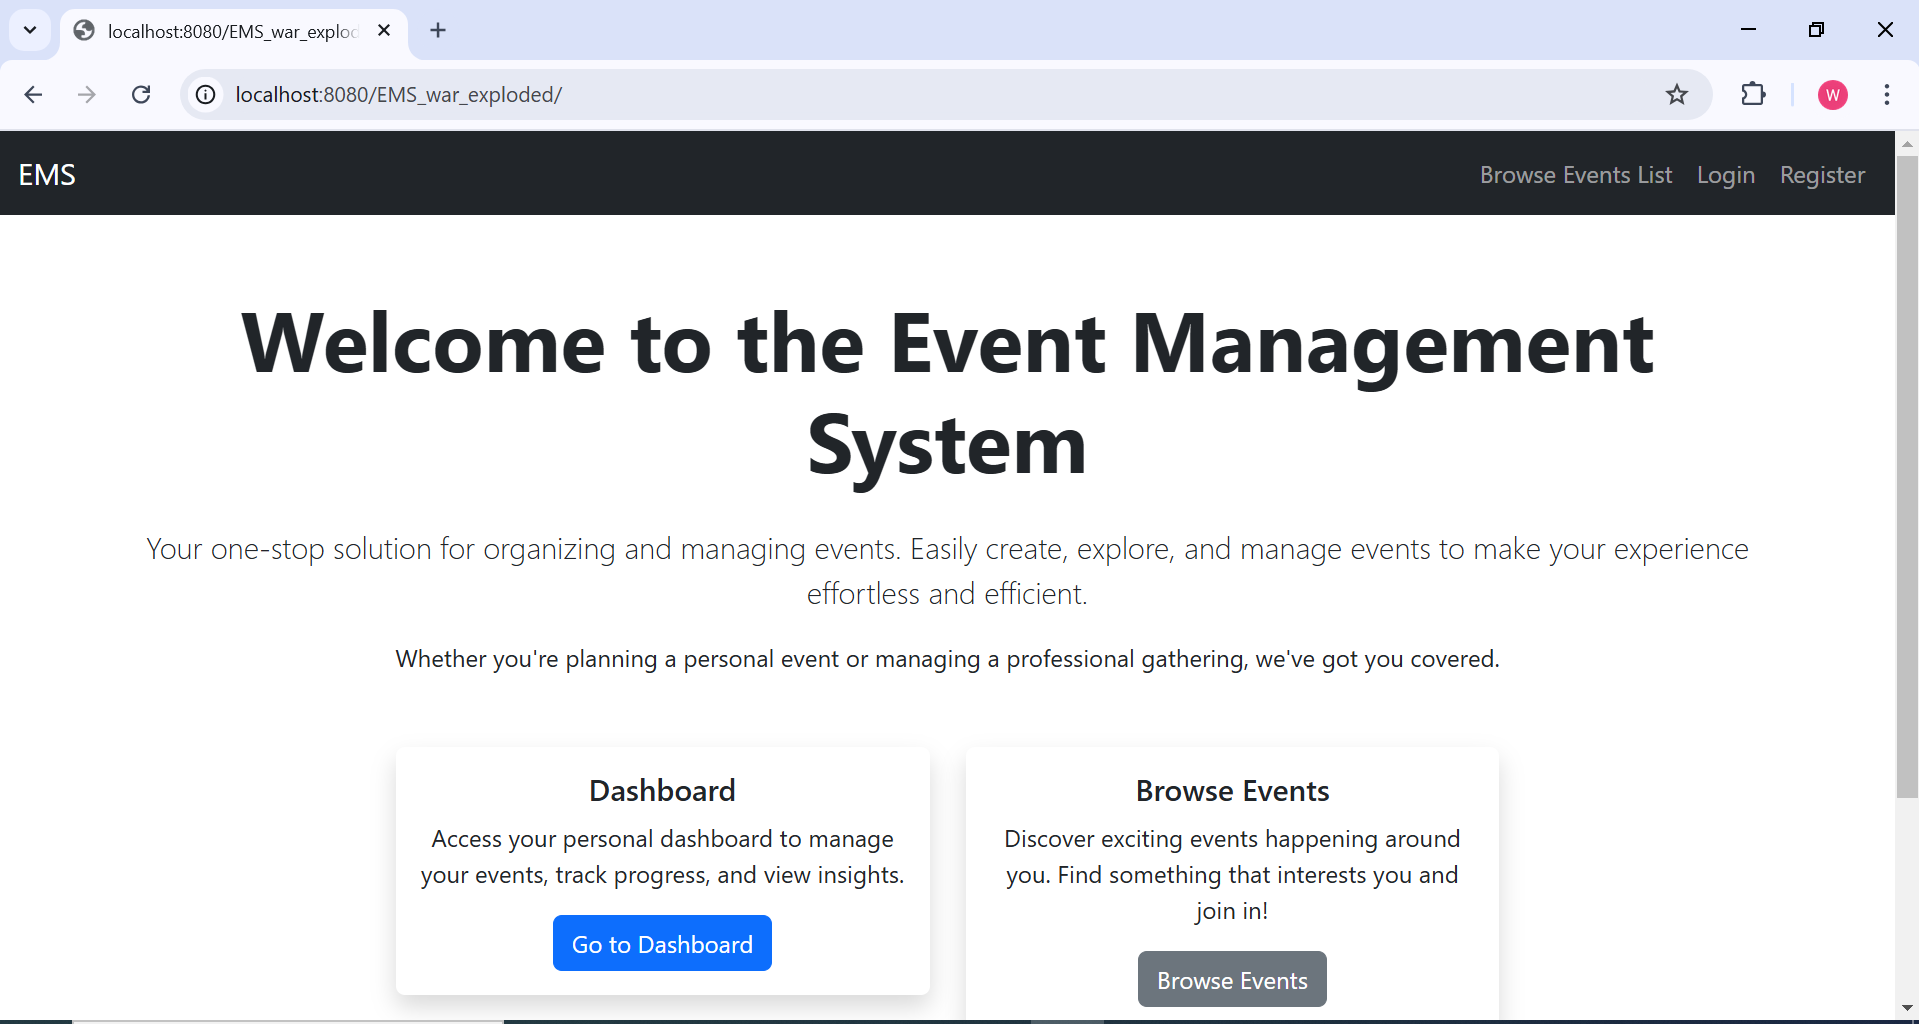 localhost:8080/EMS_war_explod
localhost:8080/EMS_war_exploded/
W
EMS
Browse Events List
Login
Register
Welcome to the Event Management
System
Your one-stop solution for organizing and managing events. Easily create, explore, and manage events to make your experience
effortless and efficient.
Whether you're planning a personal event or managing a professional gathering, we've got you covered.
Dashboard
Access your personal dashboard to manage
your events, track progress, and view insights.
Go to Dashboard
Browse Events
Discover exciting events happening around
you. Find something that interests you and
join in!
Browse Events